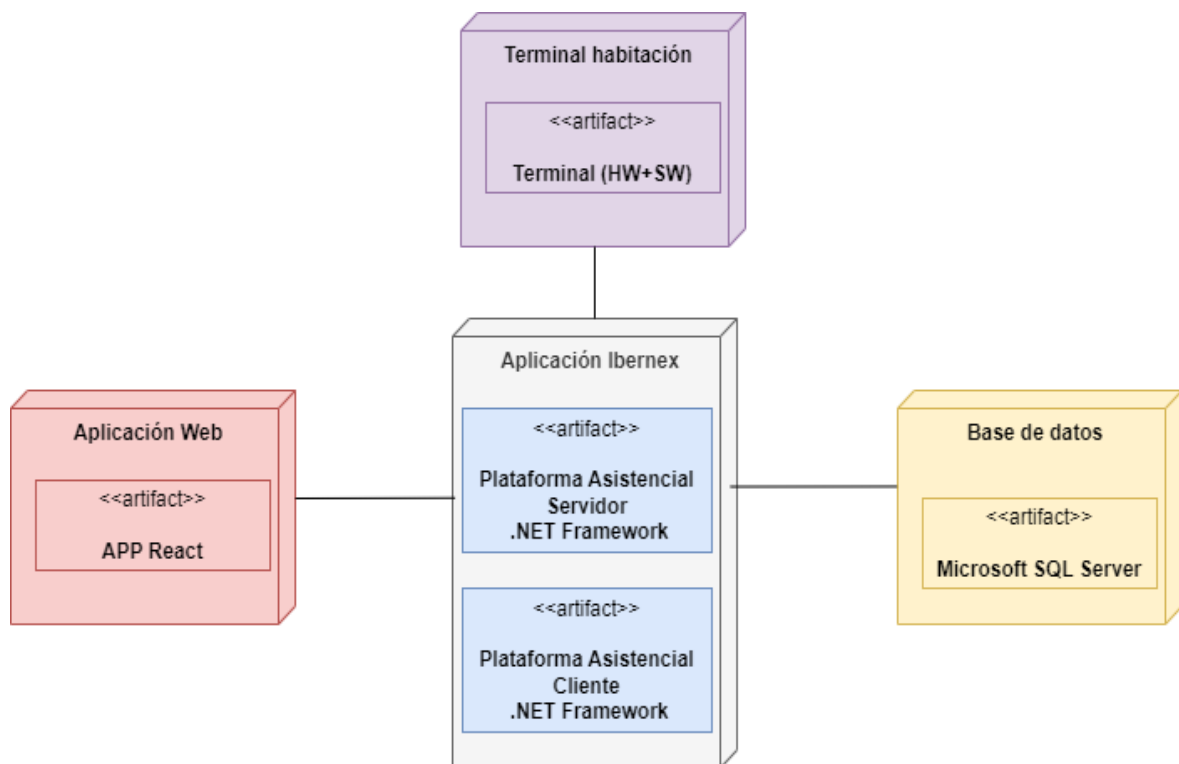 Terminal habitación
<<artifact>>
Terminal (HW+SW)
Aplicación Ibernex
<<artifact>>
Plataforma Asistencial
Servidor
.NET Framework
<<artifact>>
Plataforma Asistencial
Cliente
.NET Framework
Aplicación Web
<<artifact>>
APP React
Base de datos
<<artifact>>
Microsoft SQL Server